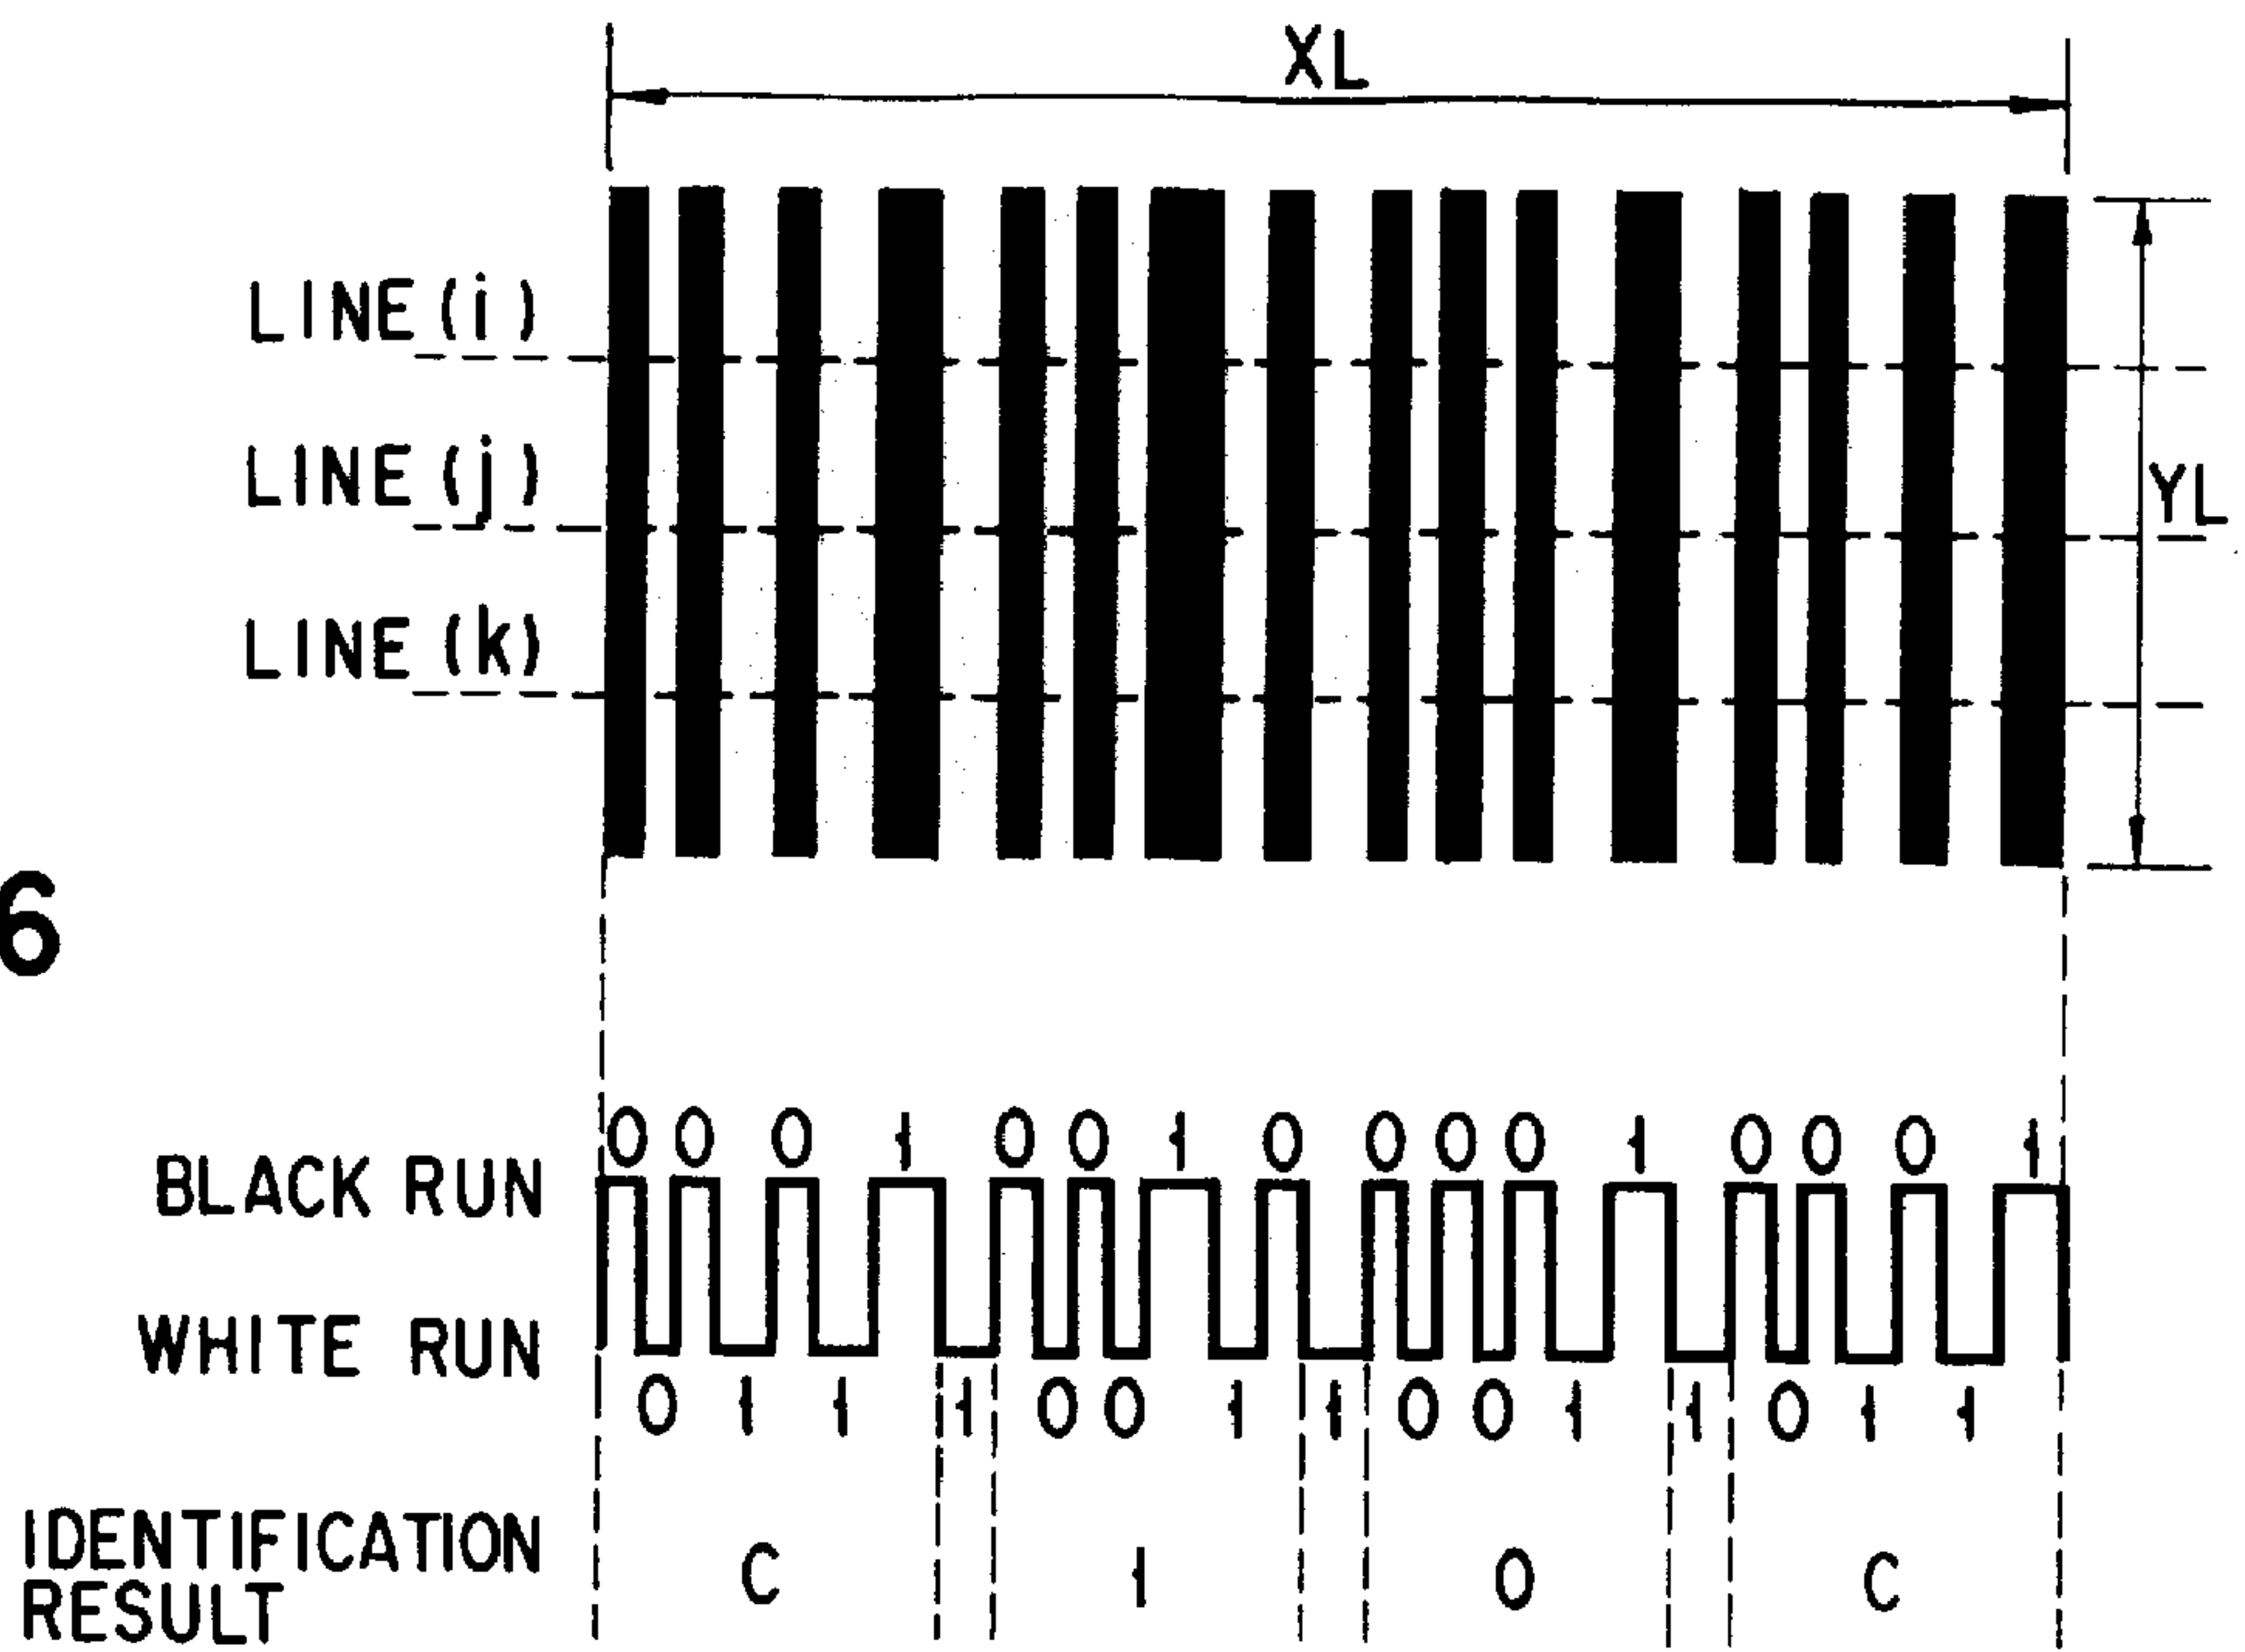 XL
LINE(i)
LINE(j)
YL
LINE(k)
6
0 0 0 1 0 0 1 0 0 0 0 1 0 0 0 1
BLACK RUN
WHITE RUN
0 1 1 1 0 0 1 1 0 0 1 1 0 1 1
IDENTIFICATION
RESULT
C 1 0 C